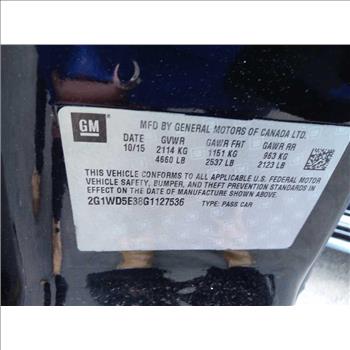 GM
MFD BY GENERAL MOTORS OF CANADA LTD.
DATE GVWR GAWR FRT GAWR RR
10/15 2114 KG 1151 KG 963 KG
4660 LB 2537 LB 2123 LB
THIS VEHICLE CONFORMS TO ALL APPLICABLE U.S. FEDERAL MOTOR
VEHICLE SAFETY, BUMPER, AND THEFT PREVENTION STANDARDS IN
EFFECT ON THE DATE OF MANUFACTURE SHOWN ABOVE.
2G1WD5E38G1127536 TYPE: PASS CAR